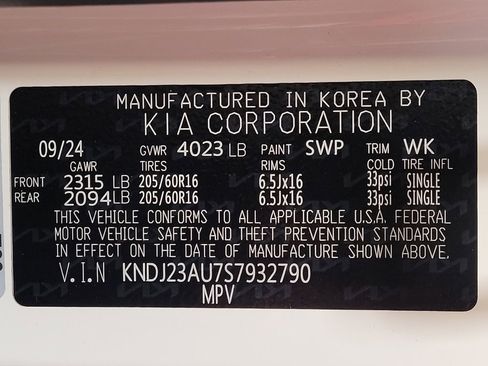 MANUFACTURED IN KOREA BY
KIA CORPORATION
09/24 GVWR 4023 LB PAINT SWP TRIM WK
GAWR TIRES RIMS COLD TIRE INFL
FRONT 2315 LB 205/60R16 6.5Jx16 33psi SINGLE
REAR 2094 LB 205/60R16 6.5Jx16 33psi SINGLE
THIS VEHICLE CONFORMS TO ALL APPLICABLE U.S.A. FEDERAL
MOTOR VEHICLE SAFETY AND THEFT PREVENTION STANDARDS
IN EFFECT ON THE DATE OF MANUFACTURE SHOWN ABOVE.
V.I.N KNDJ23AU7S7932790
MPV